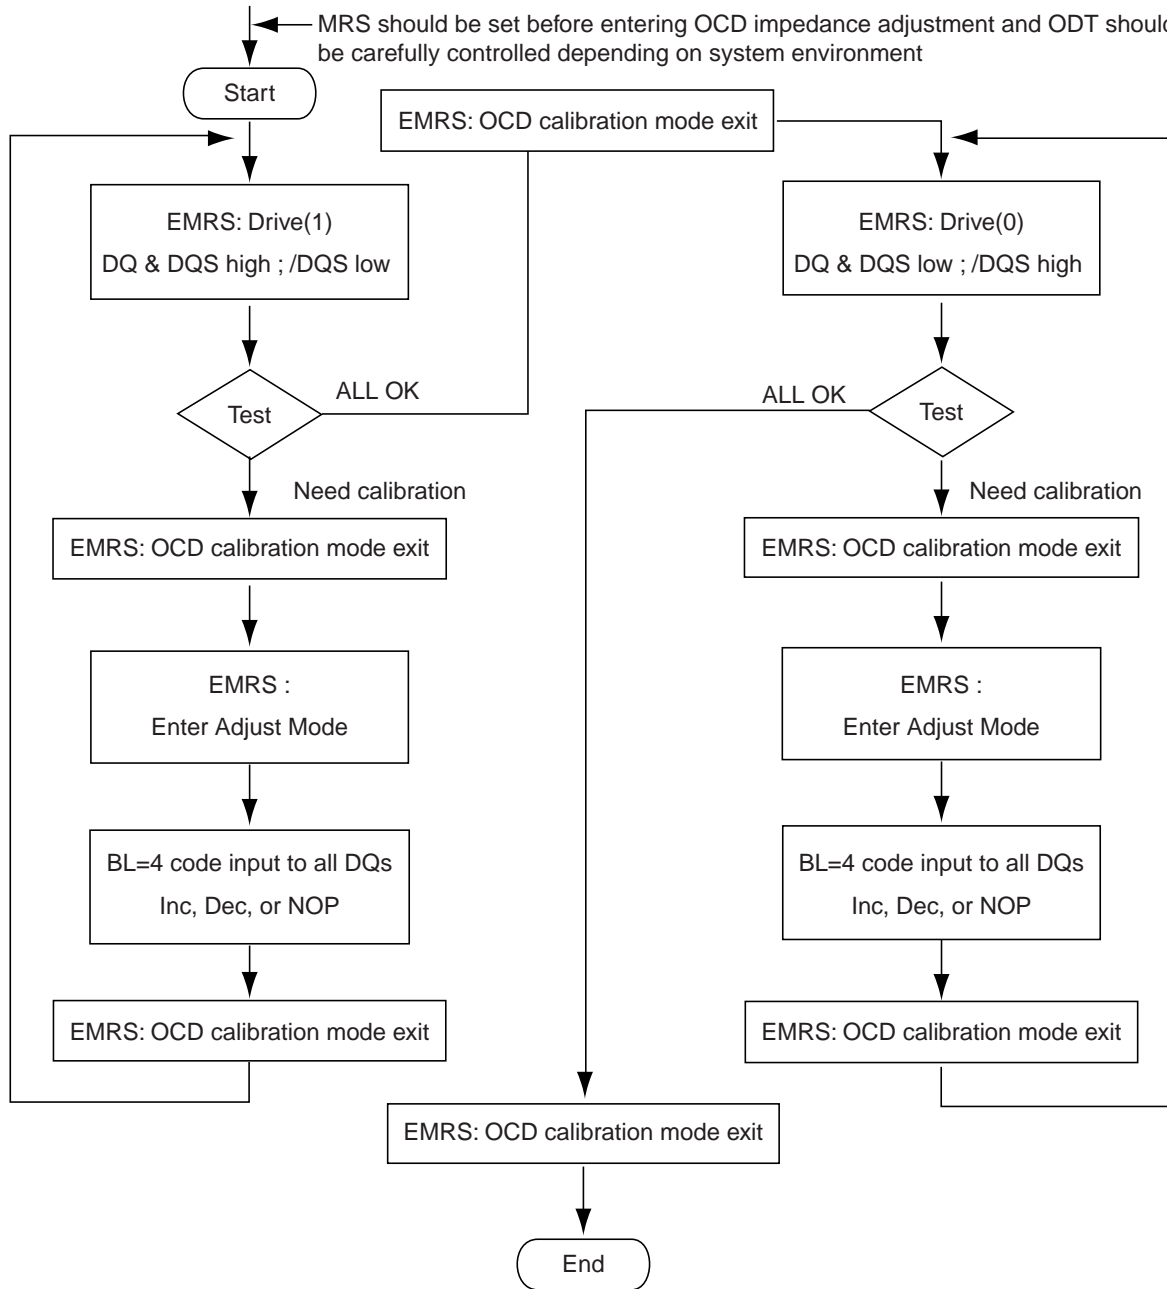 MRS should be set before entering OCD impedance adjustment and ODT should
be carefully controlled depending on system environment
Start
EMRS: OCD calibration mode exit
EMRS: Drive(1)
DQ & DQS high ; /DQS low
EMRS: Drive(0)
DQ & DQS low ; /DQS high
Test
ALL OK
ALL OK
Test
Need calibration
Need calibration
EMRS: OCD calibration mode exit
EMRS: OCD calibration mode exit
EMRS :
Enter Adjust Mode
EMRS :
Enter Adjust Mode
BL=4 code input to all DQs
Inc, Dec, or NOP
BL=4 code input to all DQs
Inc, Dec, or NOP
EMRS: OCD calibration mode exit
EMRS: OCD calibration mode exit
EMRS: OCD calibration mode exit
End